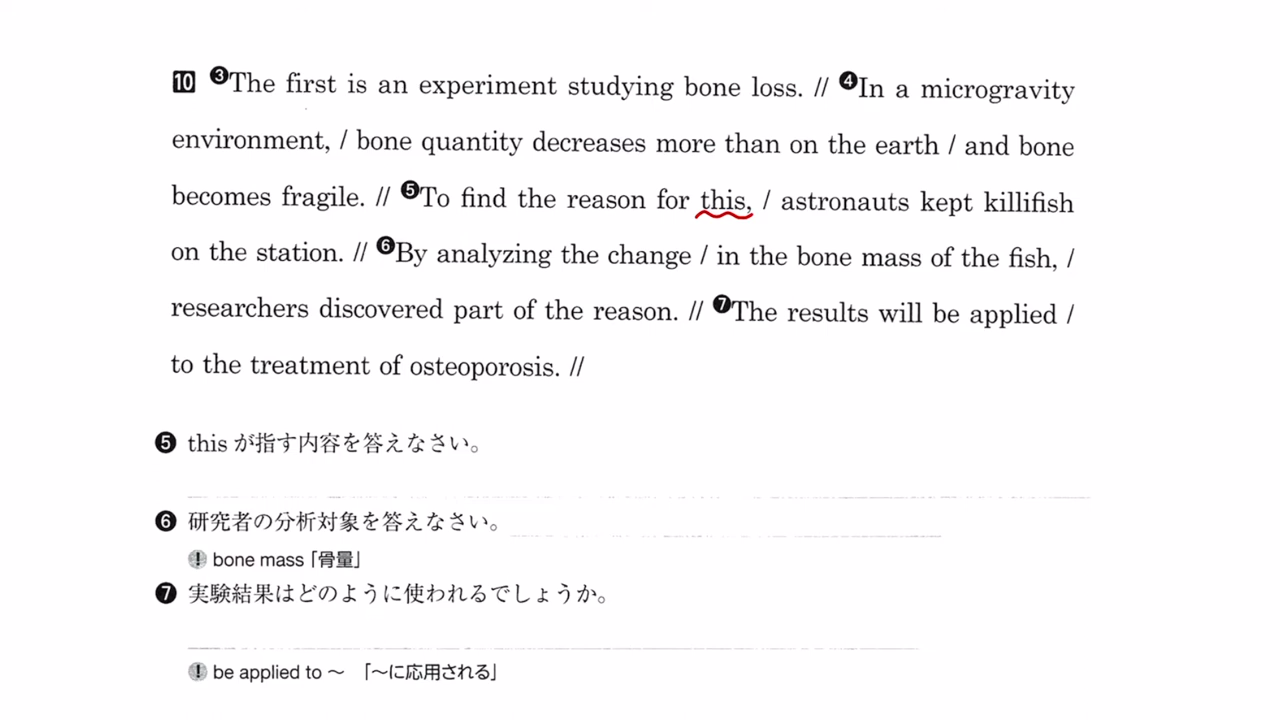 10 ❸The first is an experiment studying bone loss. // ❹In a microgravity
environment, / bone quantity decreases more than on the earth / and bone
becomes fragile. // ❺To find the reason for this, / astronauts kept killifish
on the station. // ❻By analyzing the change / in the bone mass of the fish, /
researchers discovered part of the reason. // ❼The results will be applied /
to the treatment of osteoporosis. //
❺ this が指す内容を答えなさい。
❻ 研究者の分析対象を答えなさい。
! bone mass「骨量」
❼ 実験結果はどのように使われるでしょうか。
! be applied to ～ 「～に応用される」